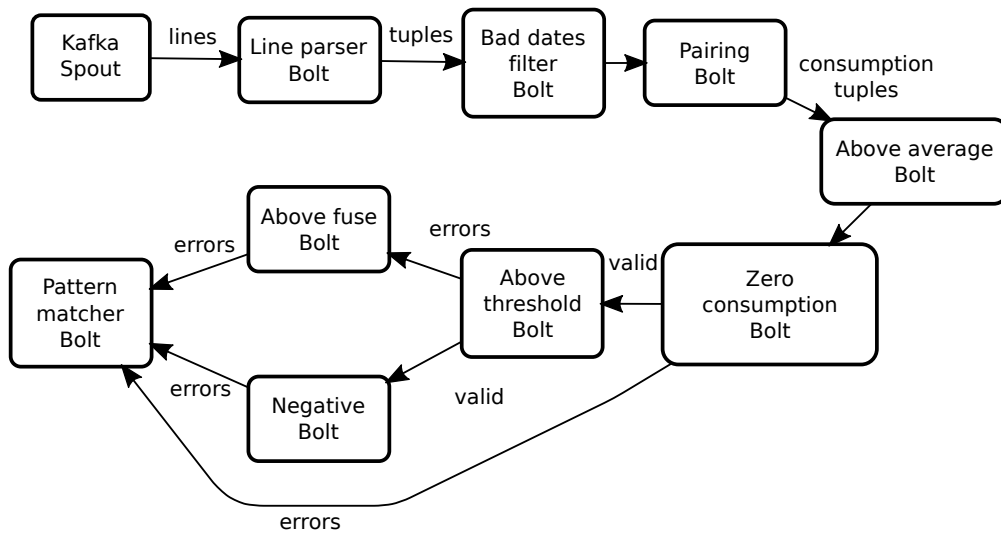 Kafka
Spout
lines
Line parser
Bolt
tuples
Bad dates
filter
Bolt
Pairing
Bolt
consumption
tuples
Above average
Bolt
Zero
consumption
Bolt
valid
errors
Above
threshold
Bolt
errors
valid
Above fuse
Bolt
errors
Negative
Bolt
errors
Pattern
matcher
Bolt